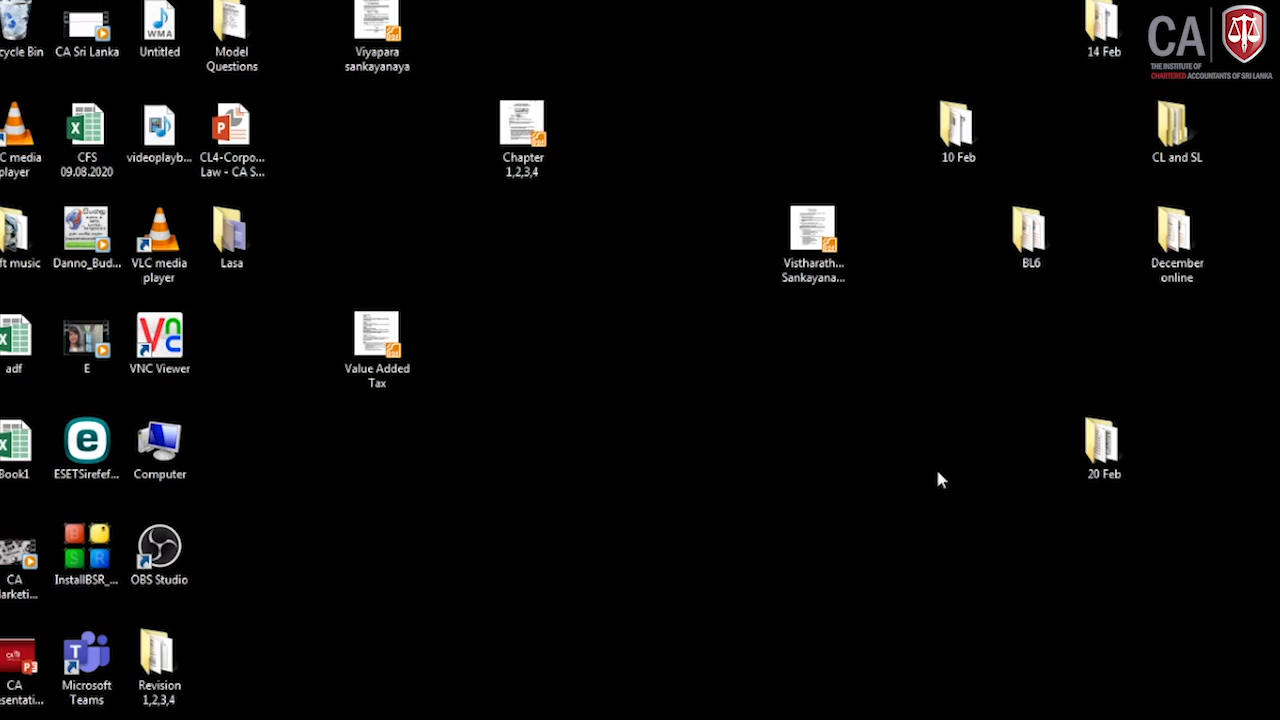 cycle Bin
CA Sri Lanka
Untitled
Model
Questions
Viyapara
sankayanaya
14 Feb
CA
THE INSTITUTE OF
CHARTERED ACCOUNTANTS OF SRI LANKA
WMA
C media
player
CFS
09.08.2020
videoplayb...
CL4-Corpo...
Law - CA S...
Chapter
1,2,3,4
10 Feb
CL and SL
ft music
Danno_Bud...
VLC media
player
Lasa
Vistharath...
Sankayana...
BL6
December
online
adf
E
VNC Viewer
Value Added
Tax
Book1
ESETSirefef...
Computer
20 Feb
CA
arketi...
InstallBSR_...
OBS Studio
CA
esentati...
Microsoft
Teams
Revision
1,2,3,4